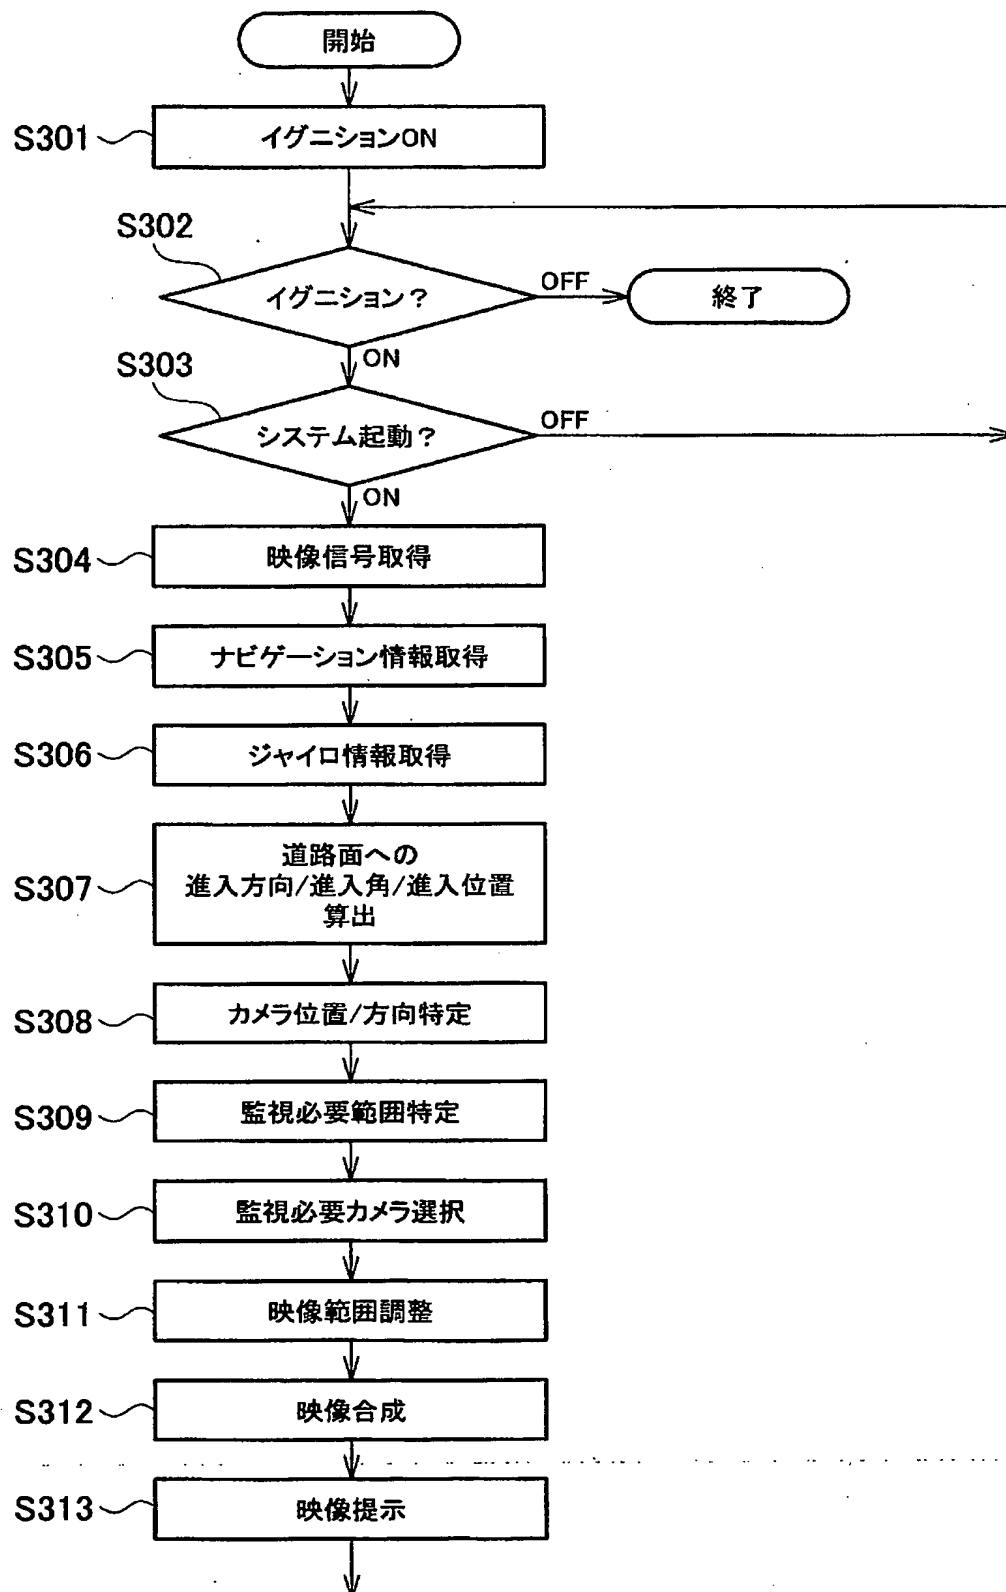 開始
S301
イグニションON
S302
イグニション？
OFF
終了
ON
S303
システム起動？
OFF
ON
S304
映像信号取得
S305
ナビゲーション情報取得
S306
ジャイロ情報取得
S307
道路面への
進入方向/進入角/進入位置
算出
S308
カメラ位置/方向特定
S309
監視必要範囲特定
S310
監視必要カメラ選択
S311
映像範囲調整
S312
映像合成
S313
映像提示